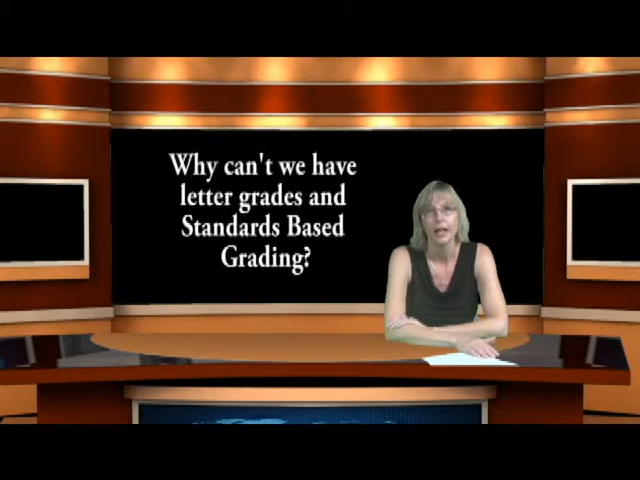 Why can't we have
letter grades and
Standards Based
Grading?